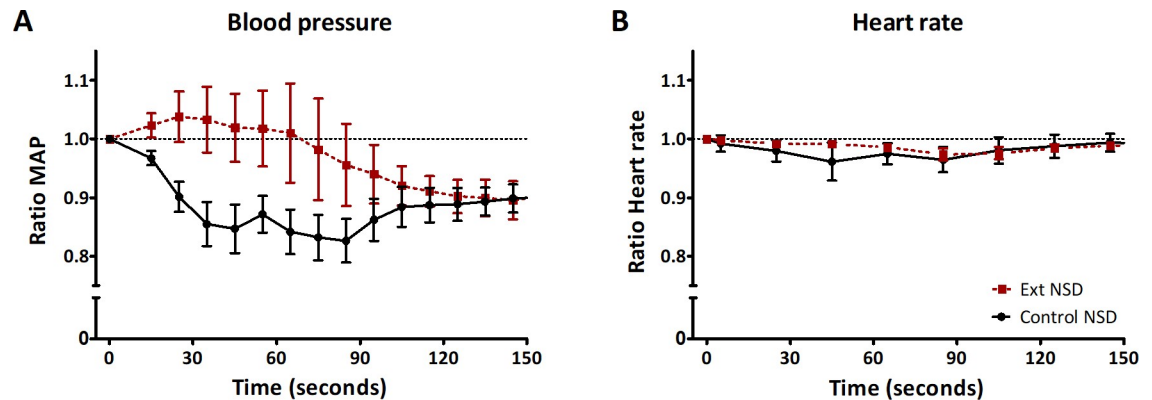 A
Blood pressure
Ratio MAP
1.1
1.0
0.9
0.8
0
0 30 60 90 120 150
Time (seconds)
B
Heart rate
Ratio Heart rate
1.1
1.0
0.9
0.8
0
0 30 60 90 120 150
Time (seconds)
Ext NSD
Control NSD